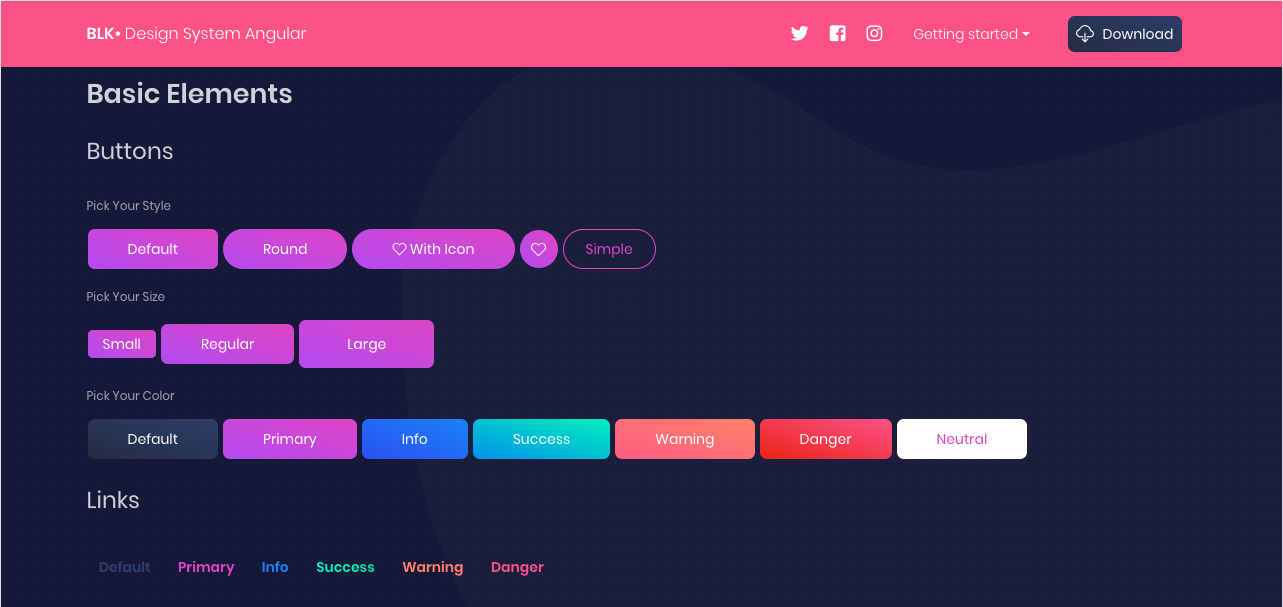 BLK• Design System Angular Getting started Download
Basic Elements
Buttons
Pick Your Style
Default Round With Icon Simple
Pick Your Size
Small Regular Large
Pick Your Color
Default Primary Info Success Warning Danger Neutral
Links
Default Primary Info Success Warning Danger